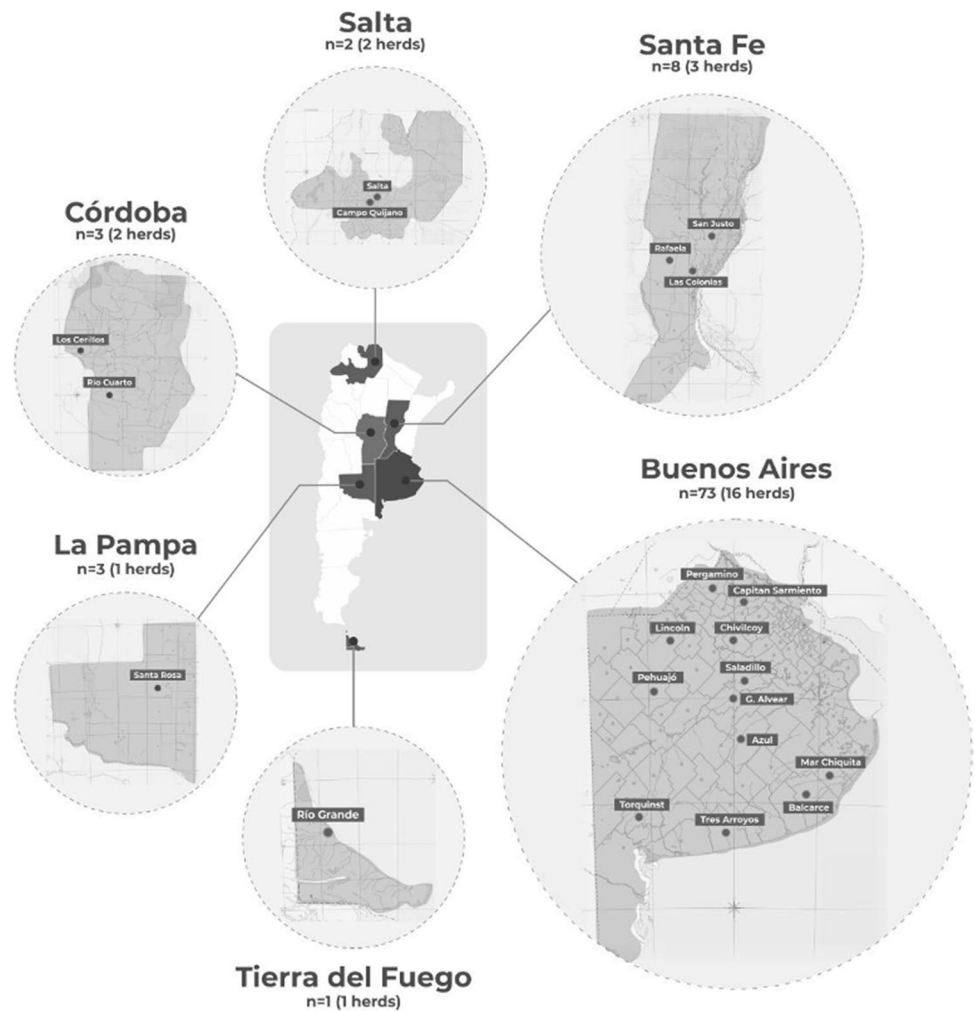 Salta
n=2 (2 herds)
Salta
Campo Quijano
Santa Fe
n=8 (3 herds)
San Justo
Rafaela
Las Colonias
Córdoba
n=3 (2 herds)
Los Cerillos
Río Cuarto
Buenos Aires
n=73 (16 herds)
Pergamino
Capitan Sarmiento
Lincoln
Chivilcoy
Saladillo
Pehuajó
G. Alvear
Azul
Mar Chiquita
Balcarce
Torquinst
Tres Arroyos
La Pampa
n=3 (1 herds)
Santa Rosa
Río Grande
Tierra del Fuego
n=1 (1 herds)